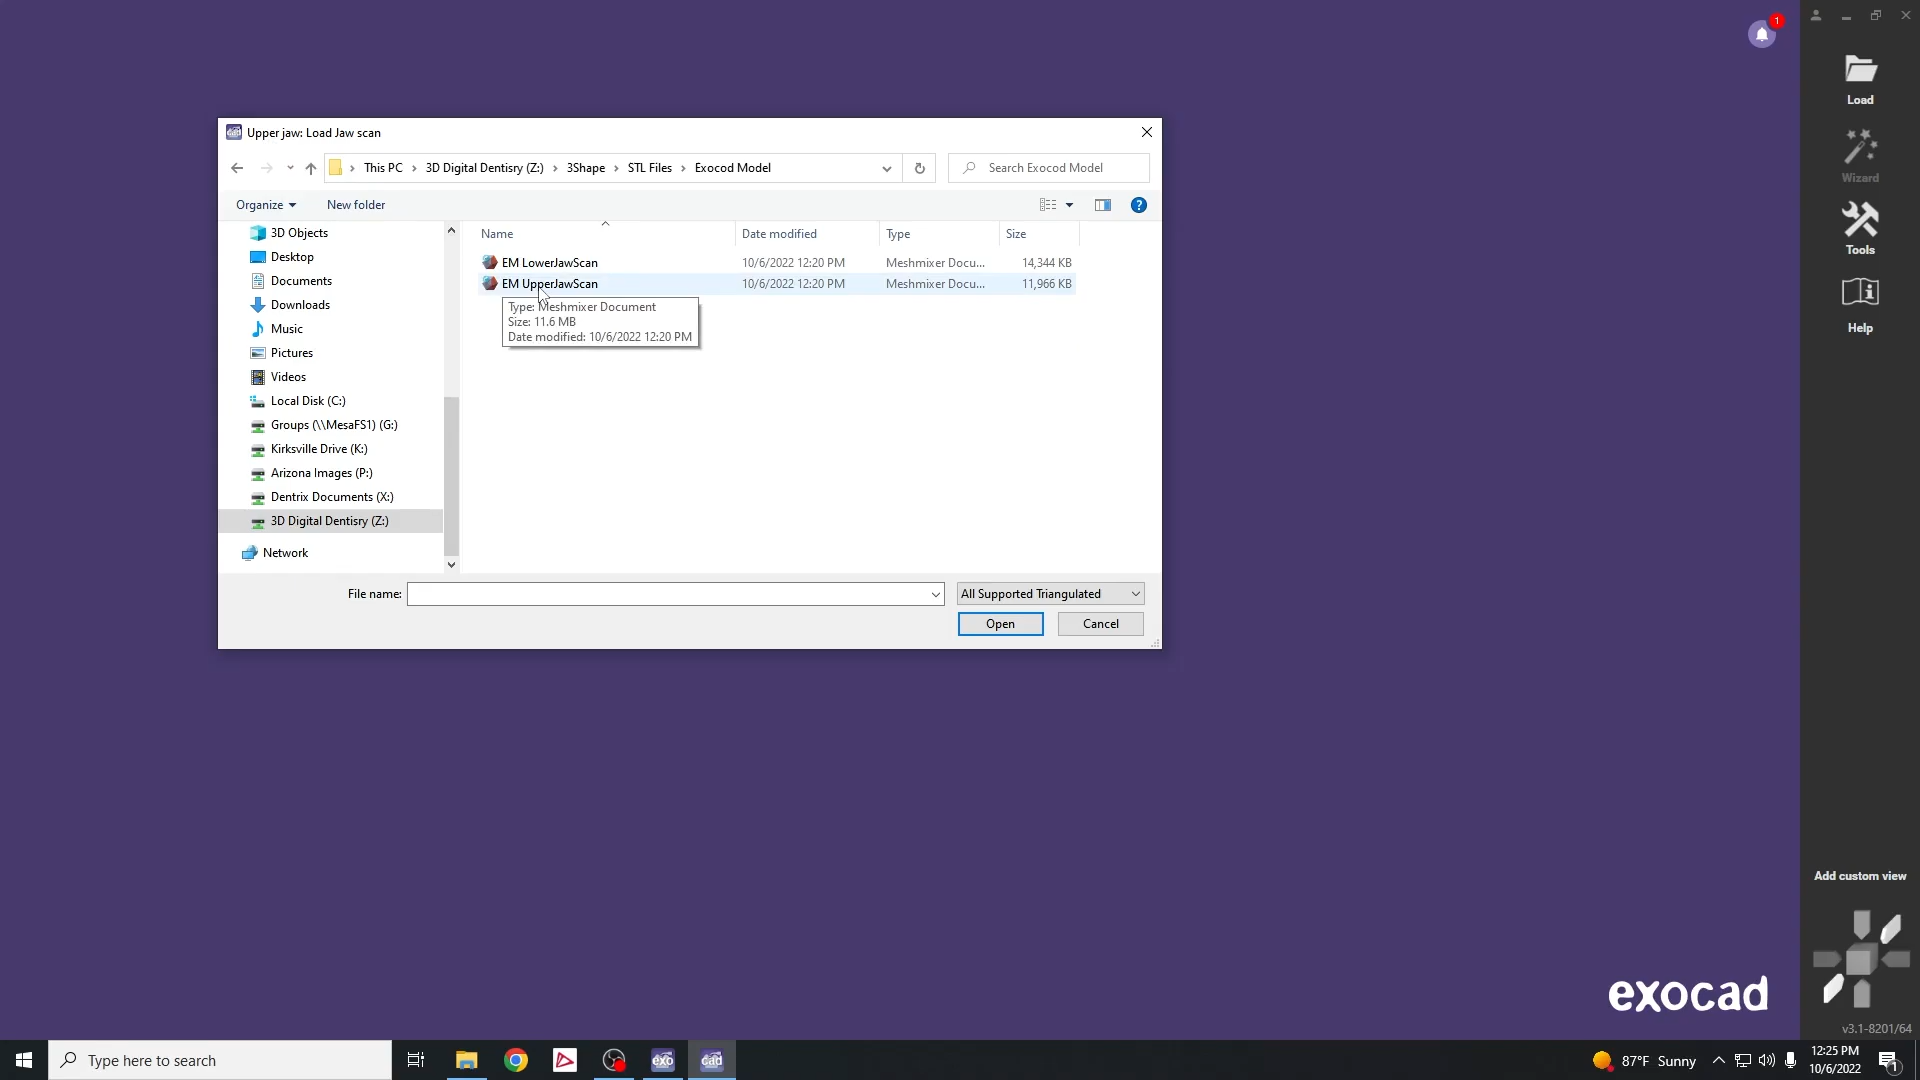 1
Load
Wizard
Tools
Help
cad Upper jaw: Load Jaw scan
This PC > 3D Digital Dentisry (Z:) > 3Shape > STL Files > Exocod Model
Search Exocod Model
Organize New folder
?
3D Objects
Desktop
Documents
Downloads
Music
Pictures
Videos
Local Disk (C:)
Groups (\\MesaFS1) (G:)
Kirksville Drive (K:)
Arizona Images (P:)
Dentrix Documents (X:)
3D Digital Dentisry (Z:)
Network
Name Date modified Type Size
EM LowerJawScan 10/6/2022 12:20 PM Meshmixer Docu... 14,344 KB
EM UpperJawScan 10/6/2022 12:20 PM Meshmixer Docu... 11,966 KB
Type: Meshmixer Document
Size: 11.6 MB
Date modified: 10/6/2022 12:20 PM
File name:
All Supported Triangulated
Open Cancel
Add custom view
exocad
v3.1-8201/64
Type here to search
exo
cad
87°F Sunny
12:25 PM
10/6/2022
1